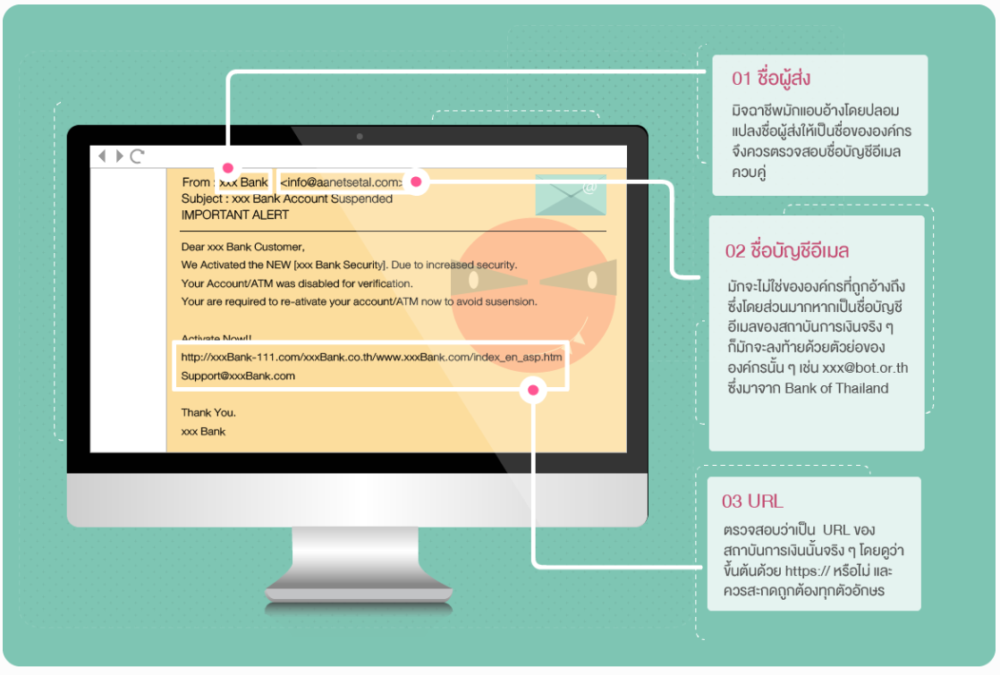 From : xxx Bank <info@aanetsetal.com>
Subject : xxx Bank Account Suspended
IMPORTANT ALERT
@
Dear xxx Bank Customer,
We Activated the NEW [xxx Bank Security]. Due to increased security.
Your Account/ATM was disabled for verification.
Your are required to re-ativate your account/ATM now to avoid susension.
Activate Now!!
http://xxxBank-111.com/xxxBank.co.th/www.xxxBank.com/index_en_asp.htm
Support@xxxBank.com
Thank You.
xxx Bank
01 ชื่อผู้ส่ง
มิจฉาชีพมักแอบอ้างโดยปลอม
แปลงชื่อผู้ส่งให้เป็นชื่อขององค์กร
จึงควรตรวจสอบชื่อบัญชีอีเมล
ควบคู่
02 ชื่อบัญชีอีเมล
มักจะไม่ใช่ขององค์กรที่ถูกอ้างถึง
ซึ่งโดยส่วนมากหากเป็นชื่อบัญชี
อีเมลของสถาบันการเงินจริง ๆ
ก็มักจะลงท้ายด้วยตัวย่อของ
องค์กรนั้น ๆ เช่น xxx@bot.or.th
ซึ่งมาจาก Bank of Thailand
03 URL
ตรวจสอบว่าเป็น URL ของ
สถาบันการเงินนั้นจริง ๆ โดยดูว่า
ขึ้นต้นด้วย https:// หรือไม่ และ
ควรสะกดถูกต้องทุกตัวอักษร